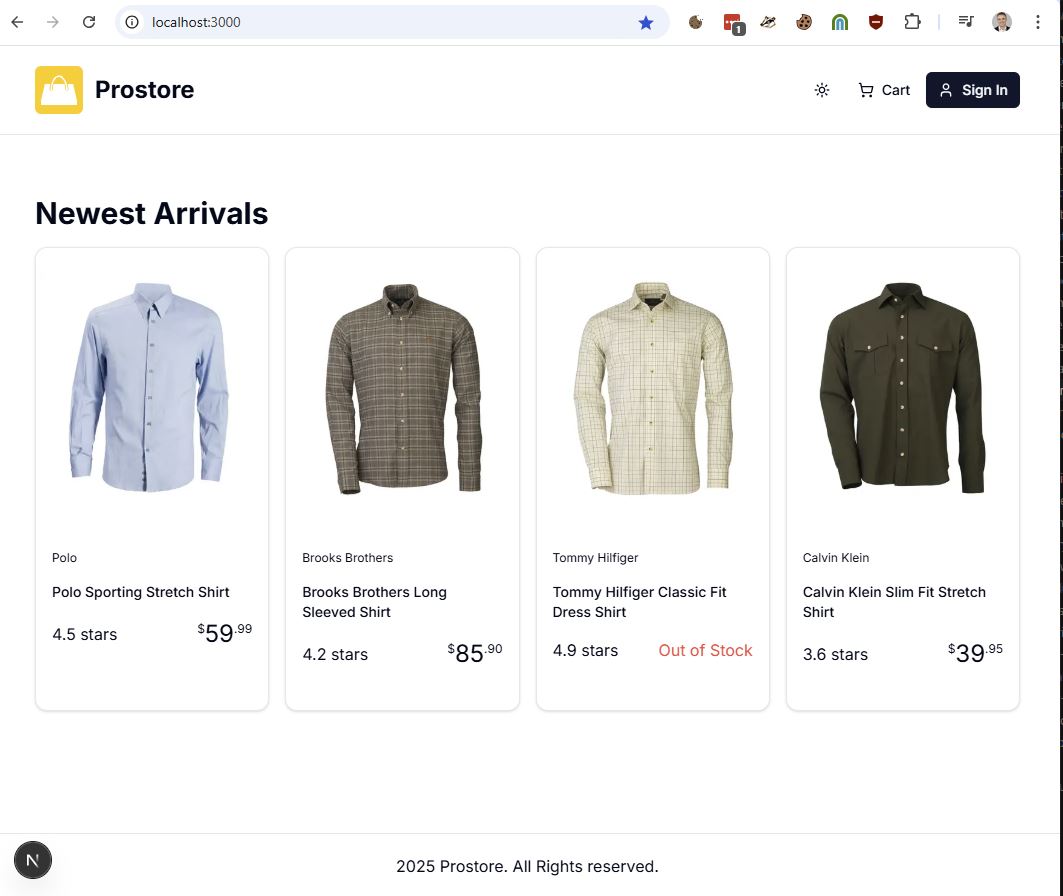 localhost:3000
1
Prostore
Cart
Sign In
Newest Arrivals
Polo
Polo Sporting Stretch Shirt
4.5 stars
$59.99
Brooks Brothers
Brooks Brothers Long
Sleeved Shirt
4.2 stars
$85.90
Tommy Hilfiger
Tommy Hilfiger Classic Fit
Dress Shirt
4.9 stars
Out of Stock
Calvin Klein
Calvin Klein Slim Fit Stretch
Shirt
3.6 stars
$39.95
N
2025 Prostore. All Rights reserved.